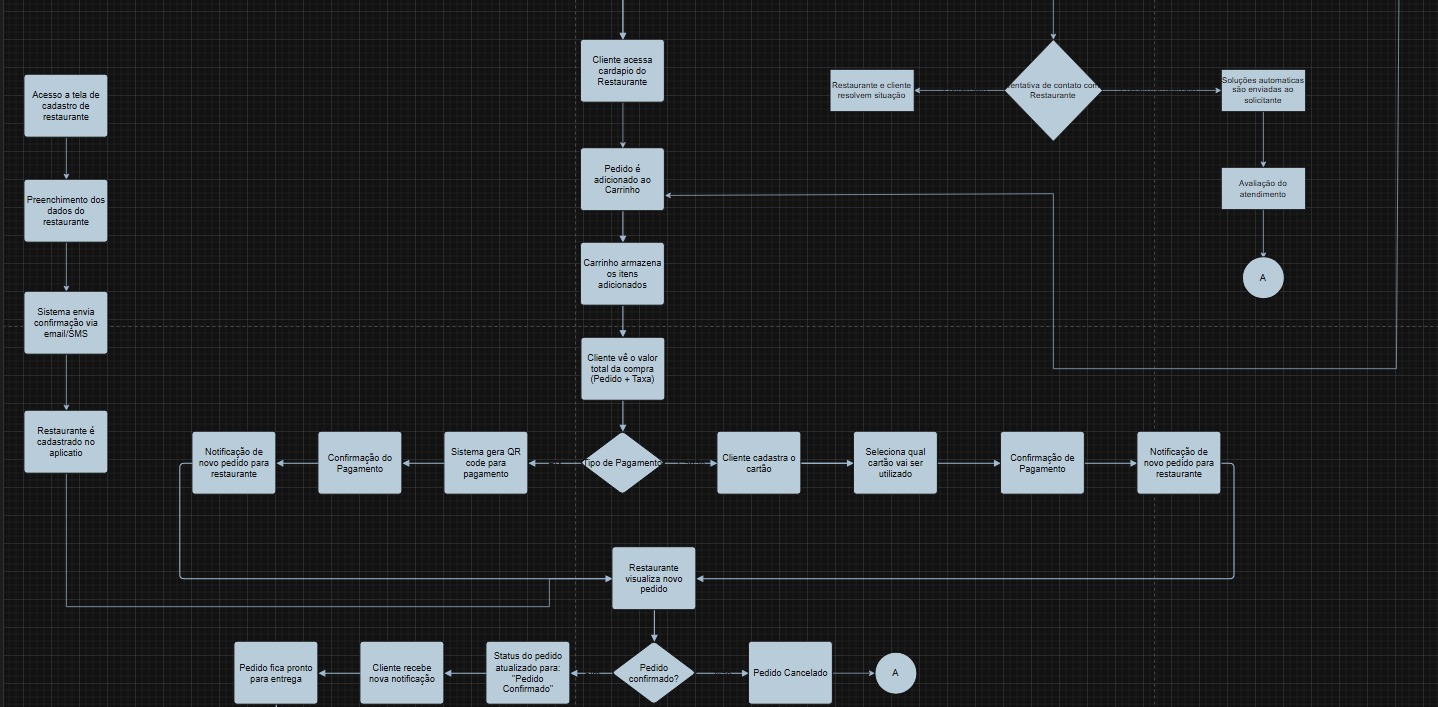 Acesso a tela de
cadastro de
restaurante
Preenchimento dos
dados do
restaurante
Sistema envia
confirmação via
email/SMS
Restaurante é
cadastrado no
aplicatio
Cliente acessa
cardapio do
Restaurante
Pedido é
adicionado ao
Carrinho
Carrinho armazena
os itens
adicionados
Cliente vê o valor
total da compra
(Pedido + Taxa)
Restaurante e cliente
resolvem situação
entativa de contato com
Restaurante
Soluções automaticas
são enviadas ao
solicitante
Avaliação do
atendimento
A
Notificação de
novo pedido para
restaurante
Confirmação do
Pagamento
Sistema gera QR
code para
pagamento
Tipo de Pagamento
Cliente cadastra o
cartão
Seleciona qual
cartão vai ser
utilizado
Confirmação de
Pagamento
Notificação de
novo pedido para
restaurante
Restaurante
visualiza novo
pedido
Pedido fica pronto
para entrega
Cliente recebe
nova notificação
Status do pedido
atualizado para:
"Pedido
Confirmado"
Pedido
confirmado?
Pedido Cancelado
A